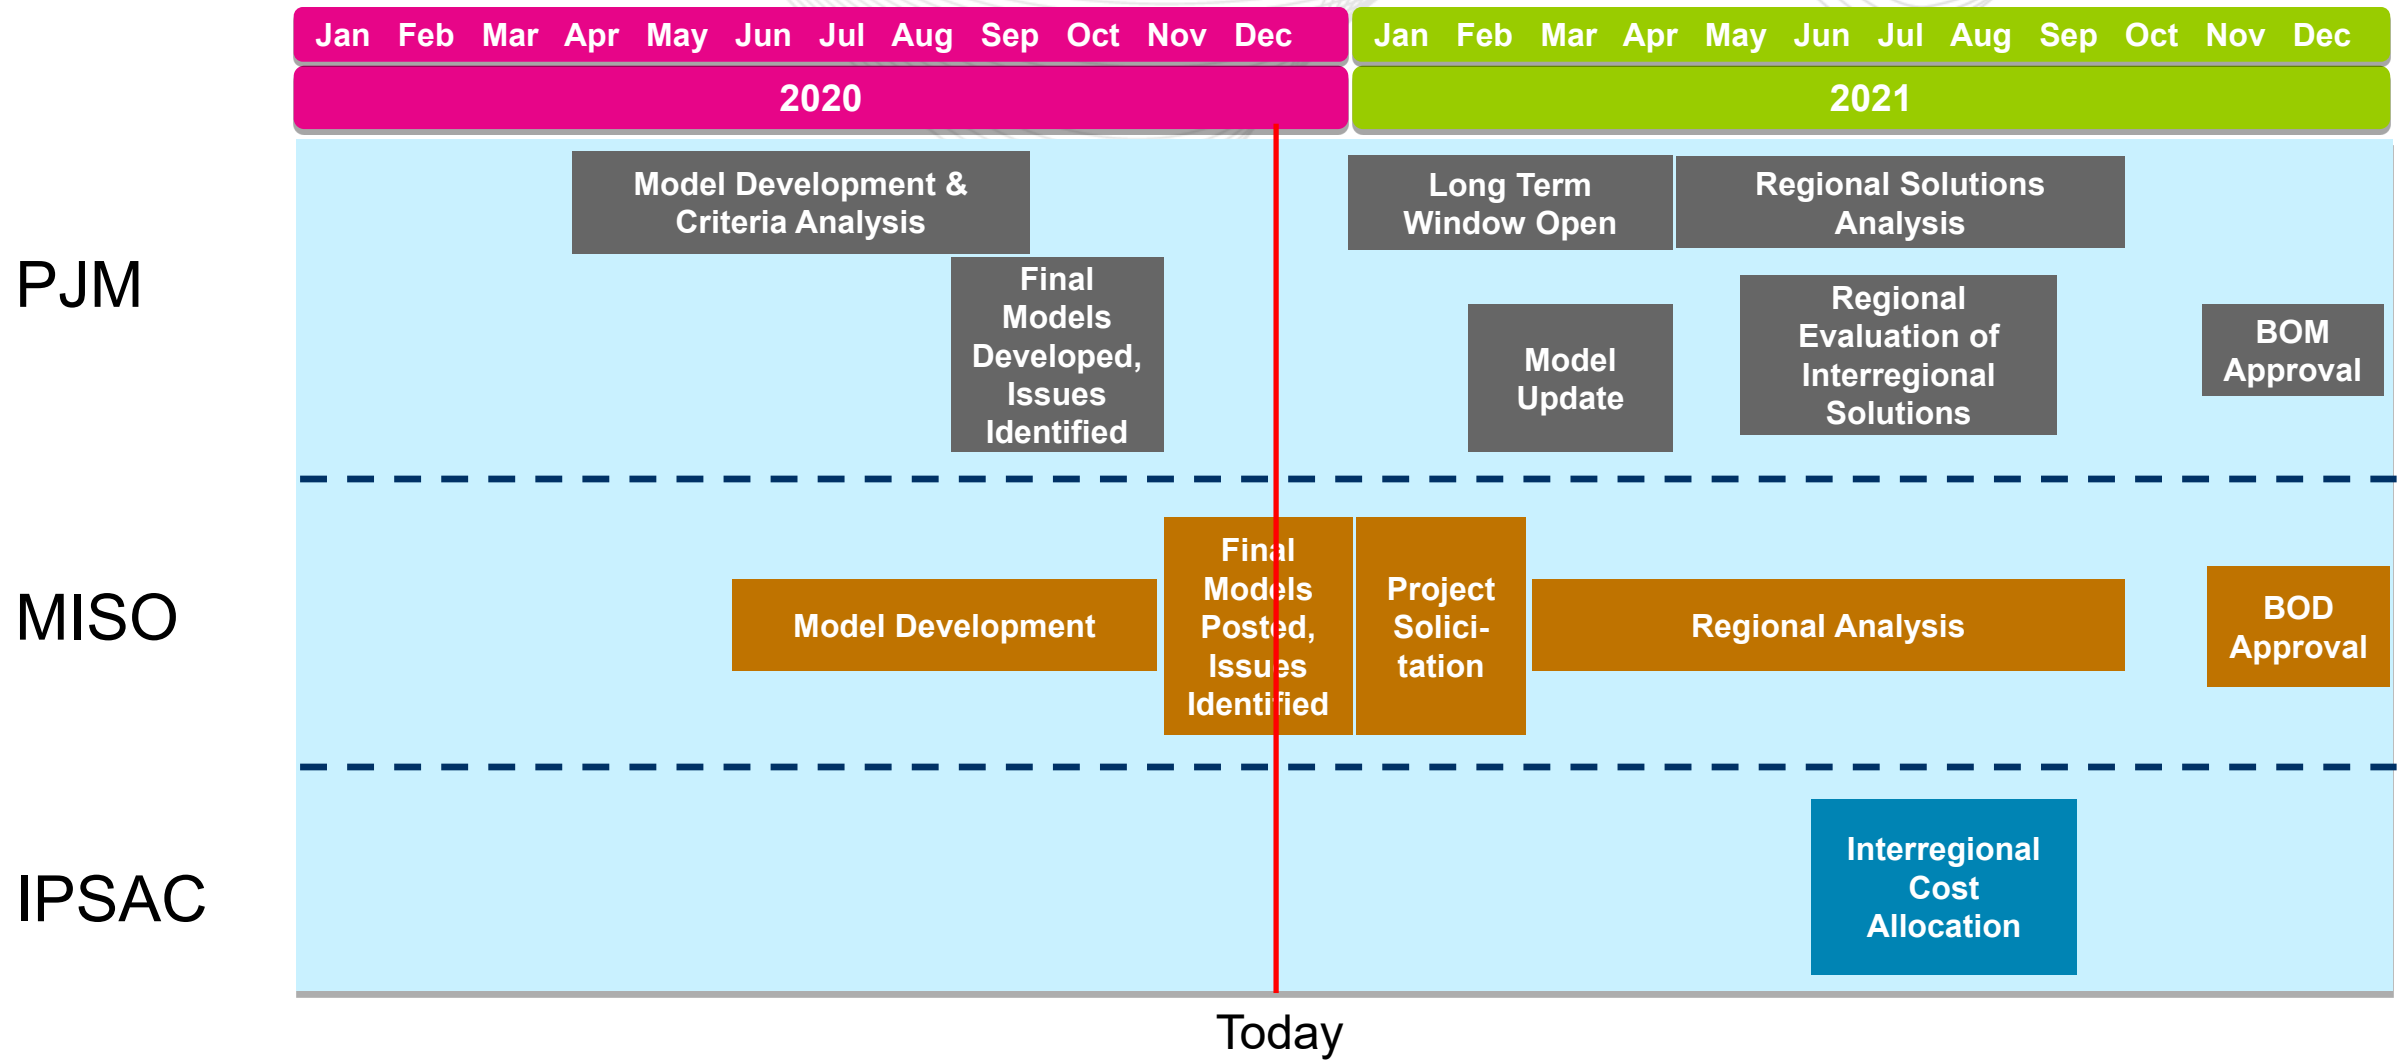 Jan Feb Mar Apr May Jun Jul Aug Sep Oct Nov Dec
Jan Feb Mar Apr May Jun Jul Aug Sep Oct Nov Dec
2020
2021
PJM
Model Development &
Criteria Analysis
Final
Models
Developed,
Issues
Identified
Long Term
Window Open
Regional Solutions
Analysis
Model
Update
Regional
Evaluation of
Interregional
Solutions
BOM
Approval
MISO
Model Development
Final
Models
Posted,
Issues
Identified
Project
Solici-
tation
Regional Analysis
BOD
Approval
IPSAC
Interregional
Cost
Allocation
Today